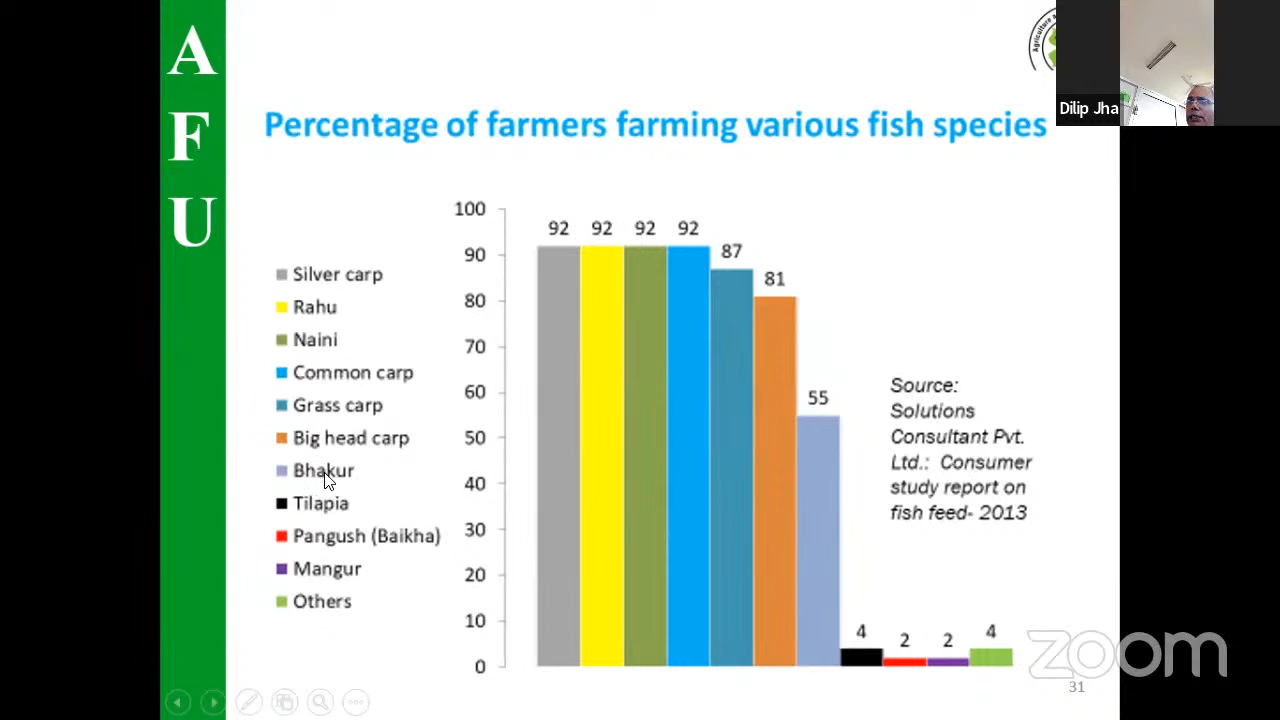 A
F
U
Agriculture a
Dilip Jha
Percentage of farmers farming various fish species
100
90
80
70
60
50
40
30
20
10
0
92 92 92 92
87
81
55
4
2
2
4
Silver carp
Rahu
Naini
Common carp
Grass carp
Big head carp
Bhakur
Tilapia
Pangush (Baikha)
Mangur
Others
Source:
Solutions
Consultant Pvt.
Ltd.: Consumer
study report on
fish feed- 2013
zoom
31